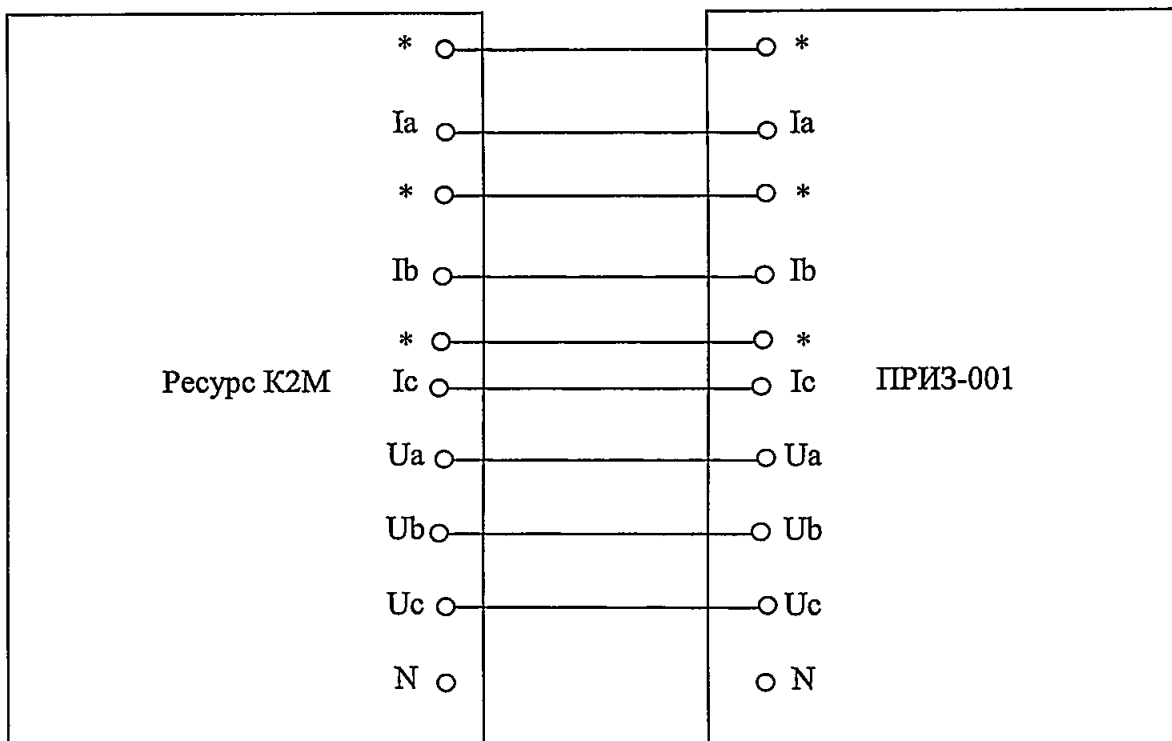 * *
Ia Ia
* *
Ib Ib
* *
Ресурс К2М Ic Ic ПРИЗ-001
Ua Ua
Ub Ub
Uc Uc
N N